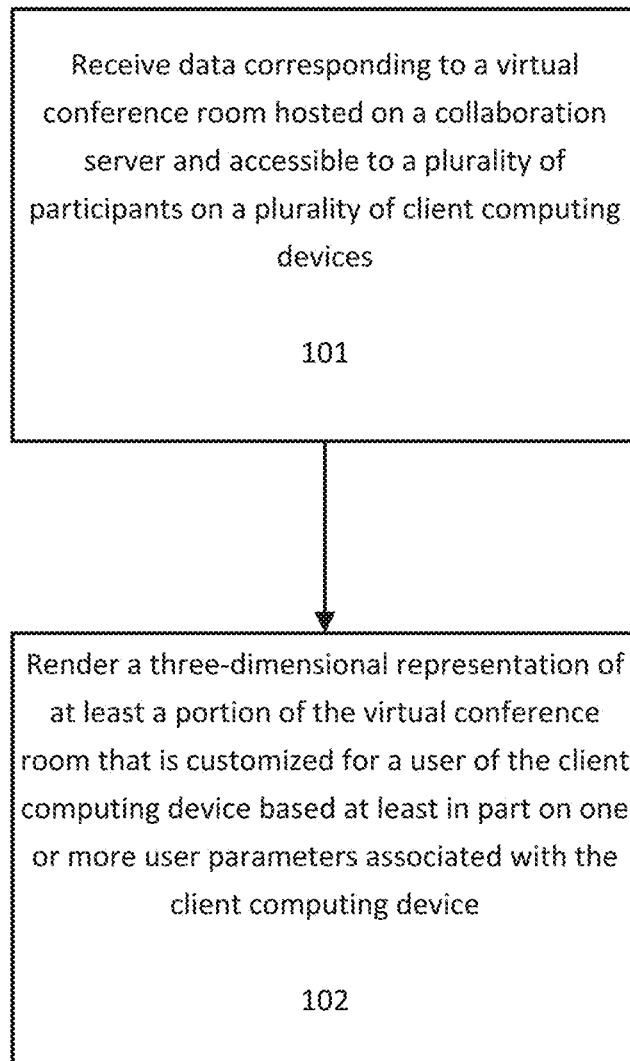 Receive data corresponding to a virtual
conference room hosted on a collaboration
server and accessible to a plurality of
participants on a plurality of client computing
devices
101
Render a three-dimensional representation of
at least a portion of the virtual conference
room that is customized for a user of the client
computing device based at least in part on one
or more user parameters associated with the
client computing device
102